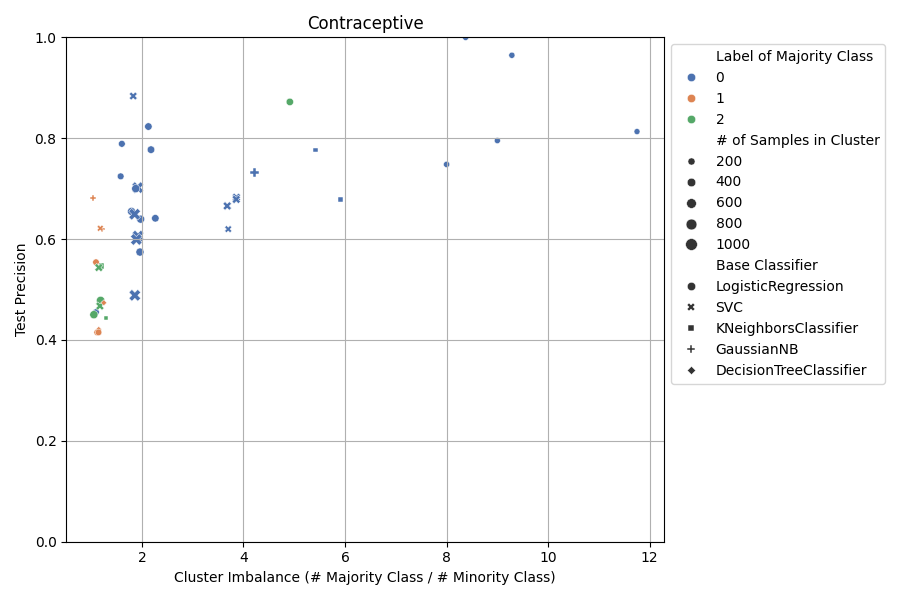 Contraceptive
1.0
0.8
0.6
0.4
0.2
0.0
Test Precision
2
4
6
8
10
12
Cluster Imbalance (# Majority Class / # Minority Class)
Label of Majority Class
0
1
2
# of Samples in Cluster
200
400
600
800
1000
Base Classifier
LogisticRegression
SVC
KNeighborsClassifier
GaussianNB
DecisionTreeClassifier